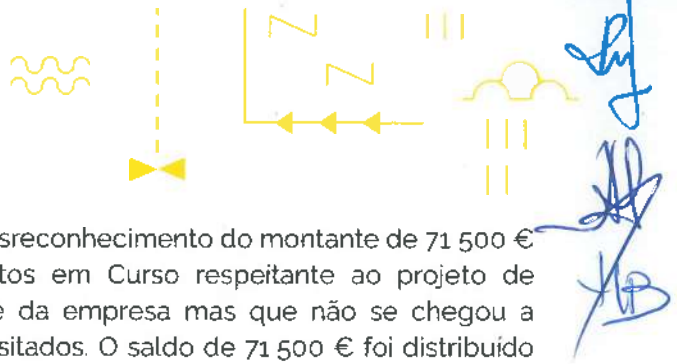 sreconhecimento do montante de 71 500 €
tos em Curso respeitante ao projeto de
e da empresa mas que não se chegou a
sitados. O saldo de 71 500 € foi distribuído